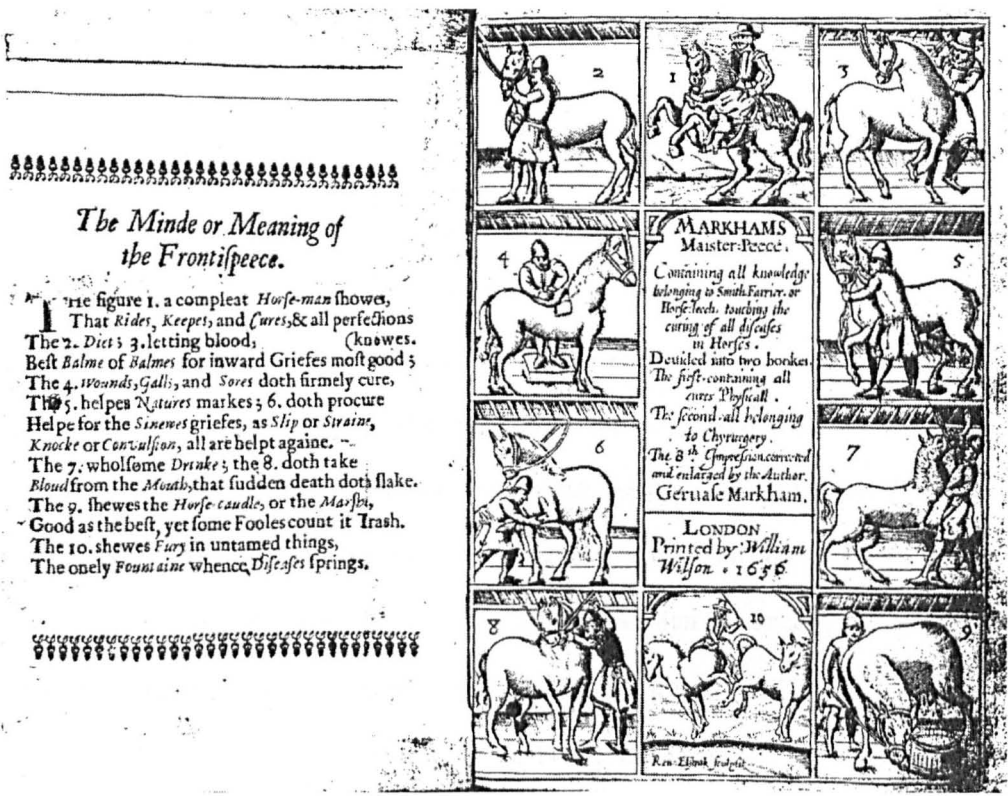 The Minde or Meaning of
the Frontiſpeece.
THe figure 1. a compleat Horſe-man ſhowes,
That Rides, Keepes, and Cures, & all perfections
(knowes.
The 2. Diet; 3. letting blood,
Beſt Balme of Balmes for inward Griefes moſt good;
The 4. Wounds, Galls, and Sores doth firmely cure,
The 5. helpes Natures markes; 6. doth procure
Helpe for the Sinewes griefes, as Slip or Straine,
Knocke or Convulſion, all are helpt againe.
The 7. wholſome Drinke; the 8. doth take
Bloud from the Mouth, that ſudden death doth ſlake.
The 9. ſhewes the Horſe-caudle, or the Maſh,
Good as the beſt, yet ſome Fooles count it Traſh.
The 10. shewes Fury in untamed things,
The onely Fountaine whence Diſeaſes ſprings.
2
1
3
4
MARKHAMS
Maiſter-Peece.
Containing all knowledge
belonging to Smith, Farrier, or
Horſe-leech, touching the
curing of all diſeaſes
in Horſes.
Devided into two bookes.
The firſt containing all
cures Phyſicall.
The ſecond all belonging
to Chyrurgery.
The 8th Impreſsion, corrected
and enlarged by the Author.
Gervaſe Markham.
LONDON
Printed by William
Wilſon. 1656
5
6
7
8
10
9
Ren: Elſtrak ſculpſit